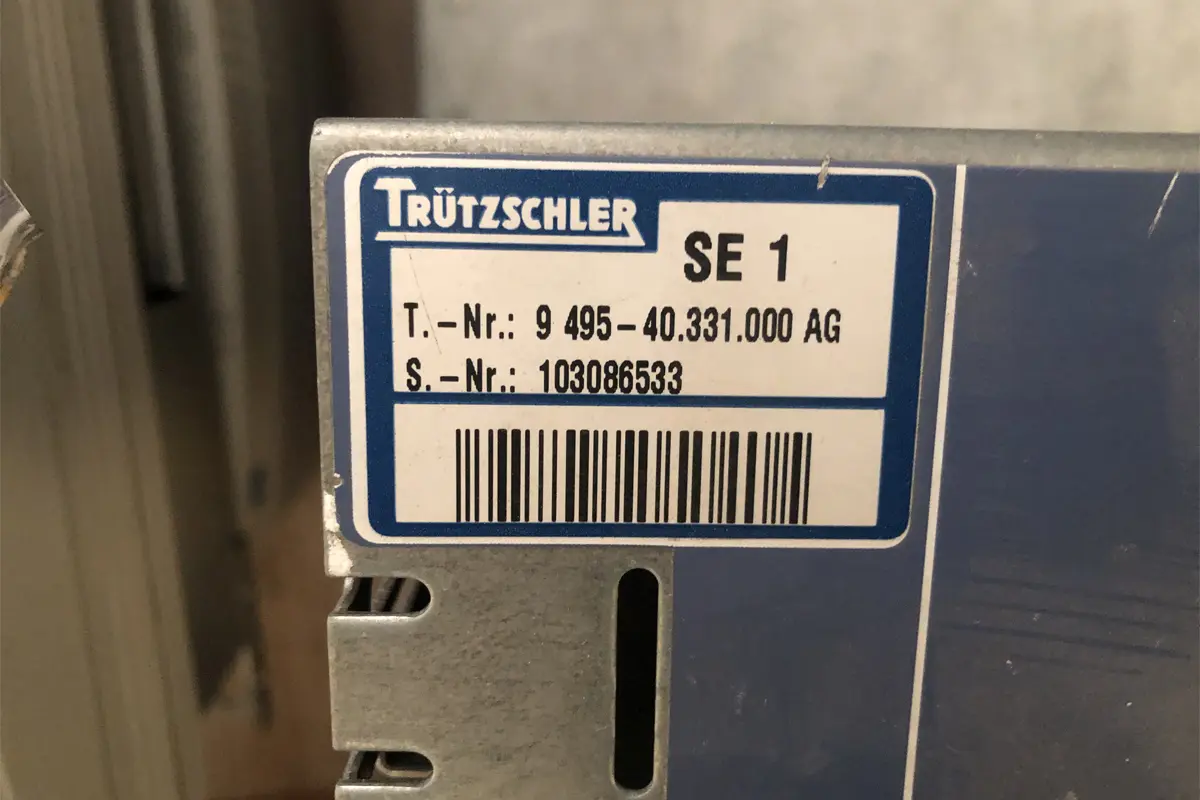 TRÜTZSCHLER
SE 1
T.-Nr.: 9 495-40.331.000 AG
S.-Nr.: 103086533